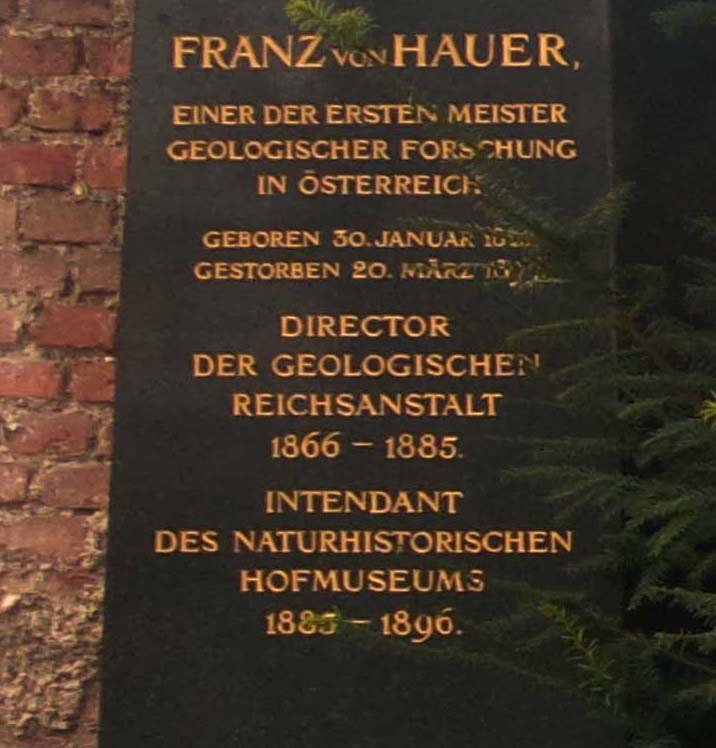 FRANZ VON HAUER,
EINER DER ERSTEN MEISTER
GEOLOGISCHER FORSCHUNG
IN ÖSTERREICH
GEBOREN 30. JANUAR
GESTORBEN 20. MÄRZ
DIRECTOR
DER GEOLOGISCHEN
REICHSANSTALT
1866 – 1885.
INTENDANT
DES NATURHISTORISCHEN
HOFMUSEUMS
1885 – 1896.